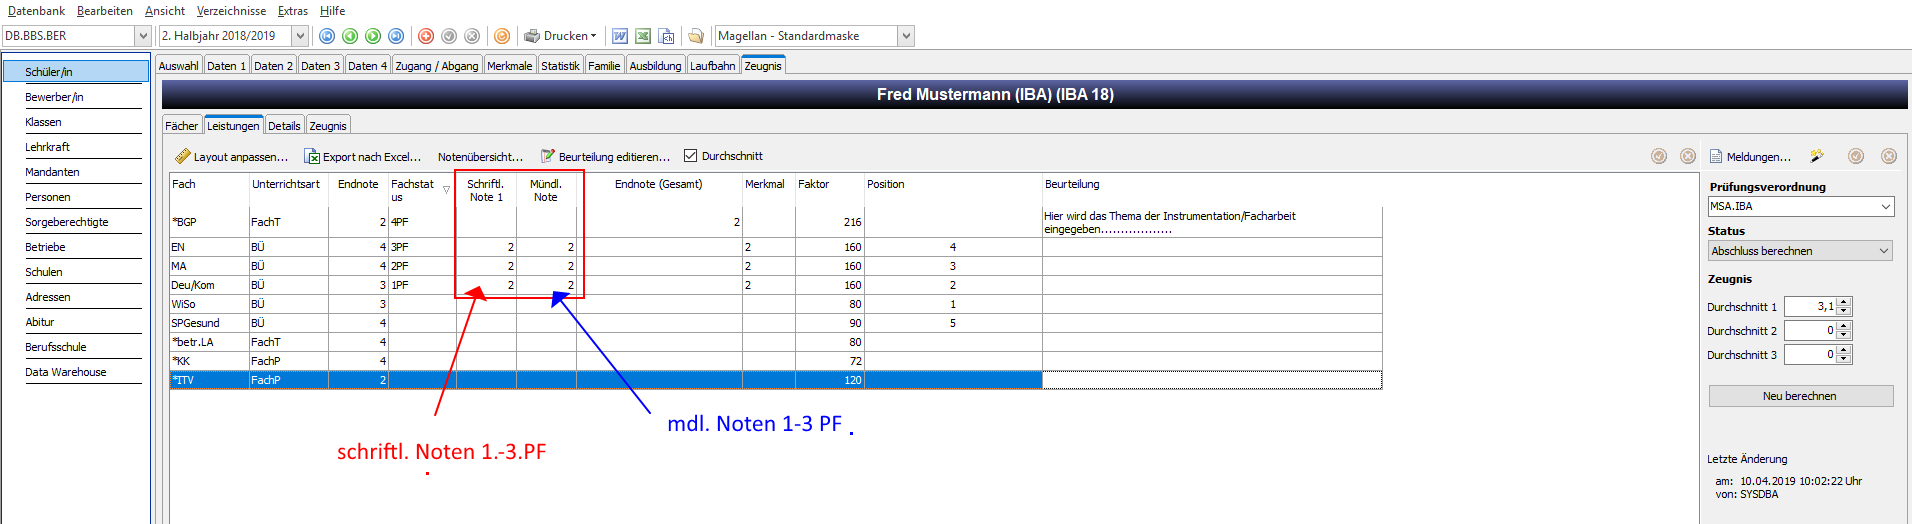 Datenbank Bearbeiten Ansicht Verzeichnisse Extras Hilfe
DB.BBS.BER 2. Halbjahr 2018/2019 Drucken Magellan - Standardmaske
Schüler/in
Bewerber/in
Klassen
Lehrkraft
Mandanten
Personen
Sorgeberechtigte
Betriebe
Schulen
Adressen
Abitur
Berufsschule
Data Warehouse
Auswahl Daten 1 Daten 2 Daten 3 Daten 4 Zugang / Abgang Merkmale Statistik Familie Ausbildung Laufbahn Zeugnis
Fred Mustermann (IBA) (IBA 18)
Fächer Leistungen Details Zeugnis
Layout anpassen... Export nach Excel... Notenübersicht... Beurteilung editieren... Durchschnitt
Fach Unterrichtsart Endnote Fachstat us Schriftl. Note 1 Mündl. Note Endnote (Gesamt) Merkmal Faktor Position Beurteilung
*BGP FachT 2 4PF 2 216 Hier wird das Thema der Instrumentation/Facharbeit
eingegeben..................
EN BÜ 4 3PF 2 2 2 160 4
MA BÜ 4 2PF 2 2 2 160 3
Deu/Kom BÜ 3 1PF 2 2 2 160 2
WiSo BÜ 3 80 1
SPGesund BÜ 4 90 5
*betr.LA FachT 4 80
*KK FachP 4 72
*ITV FachP 2 120
mdl. Noten 1-3 PF .
schriftl. Noten 1.-3.PF
.
Meldungen...
Prüfungsverordnung
MSA.IBA
Status
Abschluss berechnen
Zeugnis
Durchschnitt 1 3,1
Durchschnitt 2 0
Durchschnitt 3 0
Neu berechnen
Letzte Änderung
am: 10.04.2019 10:02:22 Uhr
von: SYSDBA